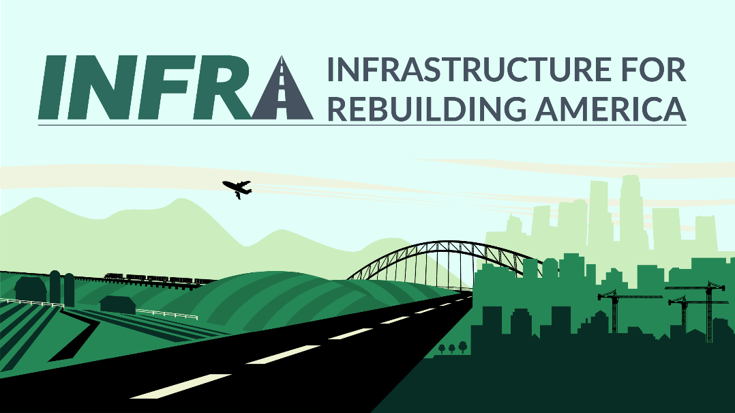 INFRA
INFRASTRUCTURE FOR
REBUILDING AMERICA